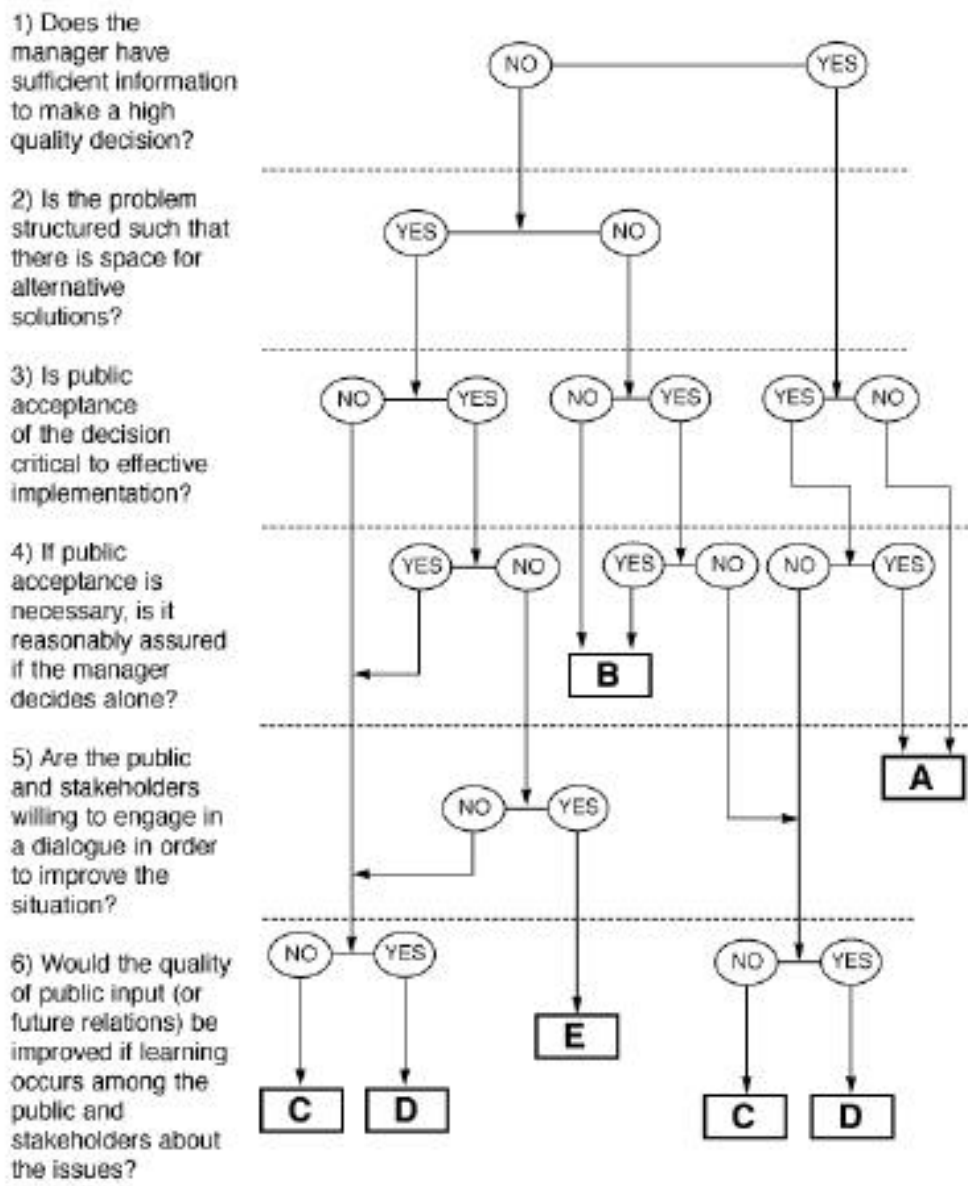 1) Does the
manager have
sufficient information
to make a high
quality decision?
NO
YES
2) Is the problem
structured such that
there is space for
alternative
solutions?
YES
NO
3) Is public
acceptance
of the decision
critical to effective
implementation?
NO
YES
NO
YES
YES
NO
4) If public
acceptance is
necessary, is it
reasonably assured
if the manager
decides alone?
YES
NO
YES
NO
NO
YES
B
A
5) Are the public
and stakeholders
willing to engage in
a dialogue in order
to improve the
situation?
NO
YES
6) Would the quality
of public input (or
future relations) be
improved if learning
occurs among the
public and
stakeholders about
the issues?
NO
YES
NO
YES
E
C
D
C
D